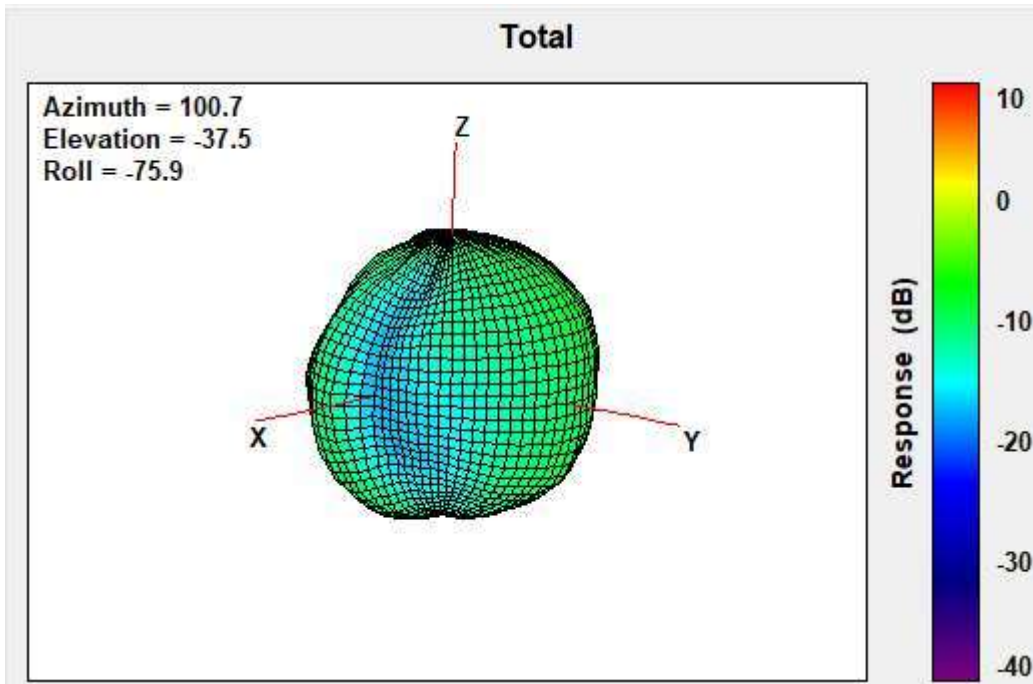 Total
Azimuth = 100.7
Elevation = -37.5
Roll = -75.9
Z
X
Y
10
0
-10
-20
-30
-40
Response (dB)